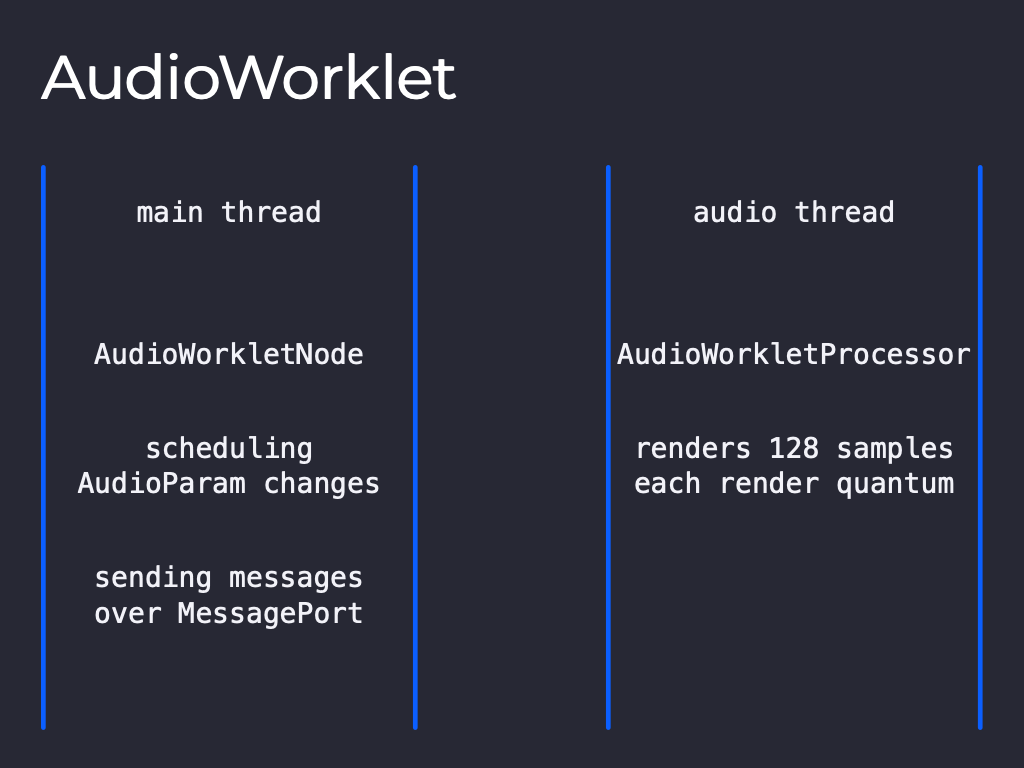 AudioWorklet
main thread
AudioWorkletNode
scheduling
AudioParam changes
sending messages
over MessagePort
audio thread
AudioWorkletProcessor
renders 128 samples
each render quantum